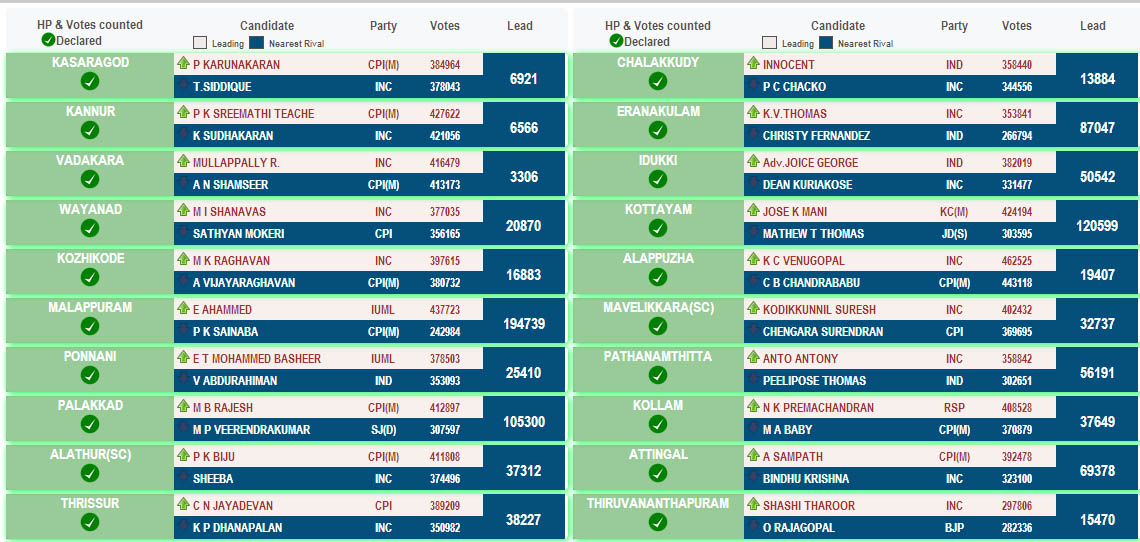 HP & Votes counted Candidate Party Votes Lead
Declared Leading Nearest Rival
KASARAGOD P KARUNAKARAN CPI(M) 384964 6921
T.SIDDIQUE INC 378043
KANNUR P K SREEMATHI TEACHE CPI(M) 427622 6566
K SUDHAKARAN INC 421056
VADAKARA MULLAPPALLY R. INC 416479 3306
A N SHAMSEER CPI(M) 413173
WAYANAD M I SHANAVAS INC 377035 20870
SATHYAN MOKERI CPI 356165
KOZHIKODE M K RAGHAVAN INC 397615 16883
A VIJAYARAGHAVAN CPI(M) 380732
MALAPPURAM E AHAMMED IUML 437723 194739
P K SAINABA CPI(M) 242984
PONNANI E T MOHAMMED BASHEER IUML 378503 25410
V ABDURAHIMAN IND 353093
PALAKKAD M B RAJESH CPI(M) 412897 105300
M P VEERENDRAKUMAR SJ(D) 307597
ALATHUR(SC) P K BIJU CPI(M) 411808 37312
SHEEBA INC 374496
THRISSUR C N JAYADEVAN CPI 389209 38227
K P DHANAPALAN INC 350982
HP & Votes counted Candidate Party Votes Lead
Declared Leading Nearest Rival
CHALAKKUDY INNOCENT IND 358440 13884
P C CHACKO INC 344556
ERANAKULAM K.V.THOMAS INC 353841 87047
CHRISTY FERNANDEZ IND 266794
IDUKKI Adv.JOICE GEORGE IND 382019 50542
DEAN KURIAKOSE INC 331477
KOTTAYAM JOSE K MANI KC(M) 424194 120599
MATHEW T THOMAS JD(S) 303595
ALAPPUZHA K C VENUGOPAL INC 462525 19407
C B CHANDRABABU CPI(M) 443118
MAVELIKKARA(SC) KODIKKUNNIL SURESH INC 402432 32737
CHENGARA SURENDRAN CPI 369695
PATHANAMTHITTA ANTO ANTONY INC 358842 56191
PEELIPOSE THOMAS IND 302651
KOLLAM N K PREMACHANDRAN RSP 408528 37649
M A BABY CPI(M) 370879
ATTINGAL A SAMPATH CPI(M) 392478 69378
BINDHU KRISHNA INC 323100
THIRUVANANTHAPURAM SHASHI THAROOR INC 297806 15470
O RAJAGOPAL BJP 282336